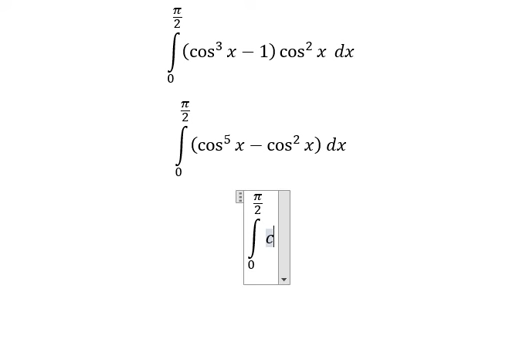 ∫₀^(π/2) (cos³ x − 1) cos² x dx
∫₀^(π/2) (cos⁵ x − cos² x) dx
∫₀^(π/2) c